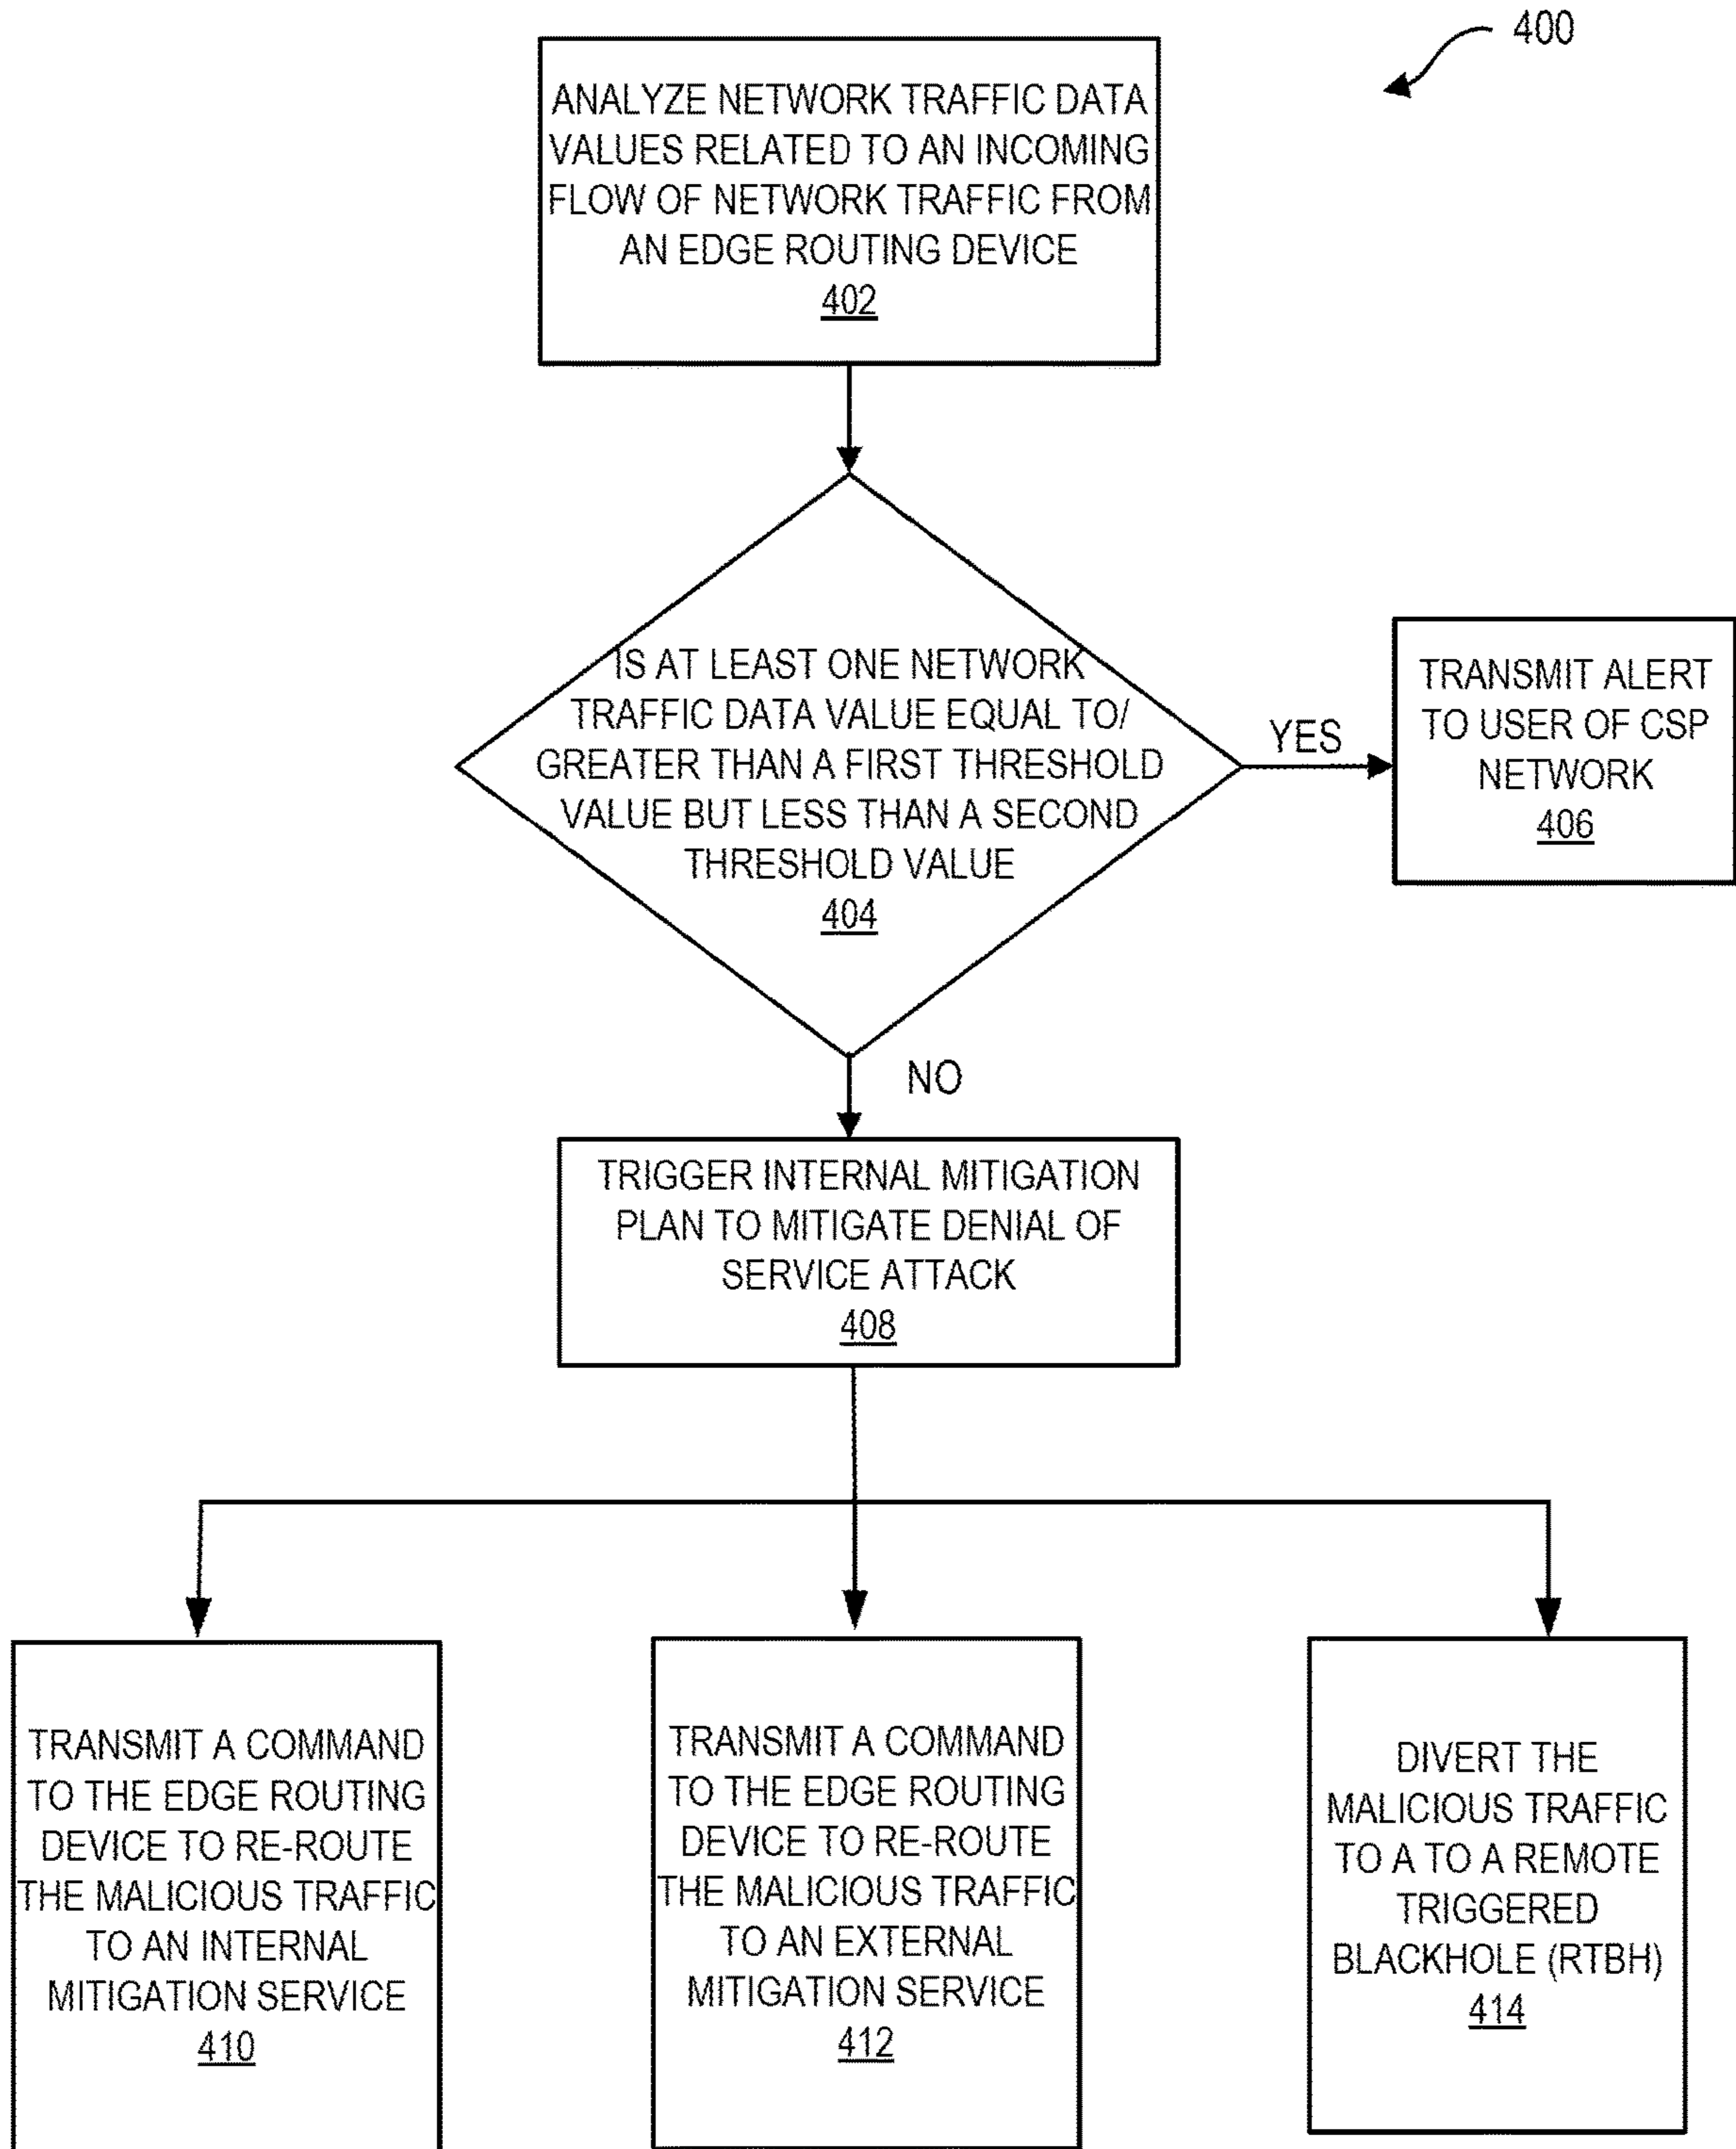 400
ANALYZE NETWORK TRAFFIC DATA
VALUES RELATED TO AN INCOMING
FLOW OF NETWORK TRAFFIC FROM
AN EDGE ROUTING DEVICE
402
IS AT LEAST ONE NETWORK
TRAFFIC DATA VALUE EQUAL TO/
GREATER THAN A FIRST THRESHOLD
VALUE BUT LESS THAN A SECOND
THRESHOLD VALUE
404
YES
TRANSMIT ALERT
TO USER OF CSP
NETWORK
406
NO
TRIGGER INTERNAL MITIGATION
PLAN TO MITIGATE DENIAL OF
SERVICE ATTACK
408
TRANSMIT A COMMAND
TO THE EDGE ROUTING
DEVICE TO RE-ROUTE
THE MALICIOUS TRAFFIC
TO AN INTERNAL
MITIGATION SERVICE
410
TRANSMIT A COMMAND
TO THE EDGE ROUTING
DEVICE TO RE-ROUTE
THE MALICIOUS TRAFFIC
TO AN EXTERNAL
MITIGATION SERVICE
412
DIVERT THE
MALICIOUS TRAFFIC
TO A TO A REMOTE
TRIGGERED
BLACKHOLE (RTBH)
414